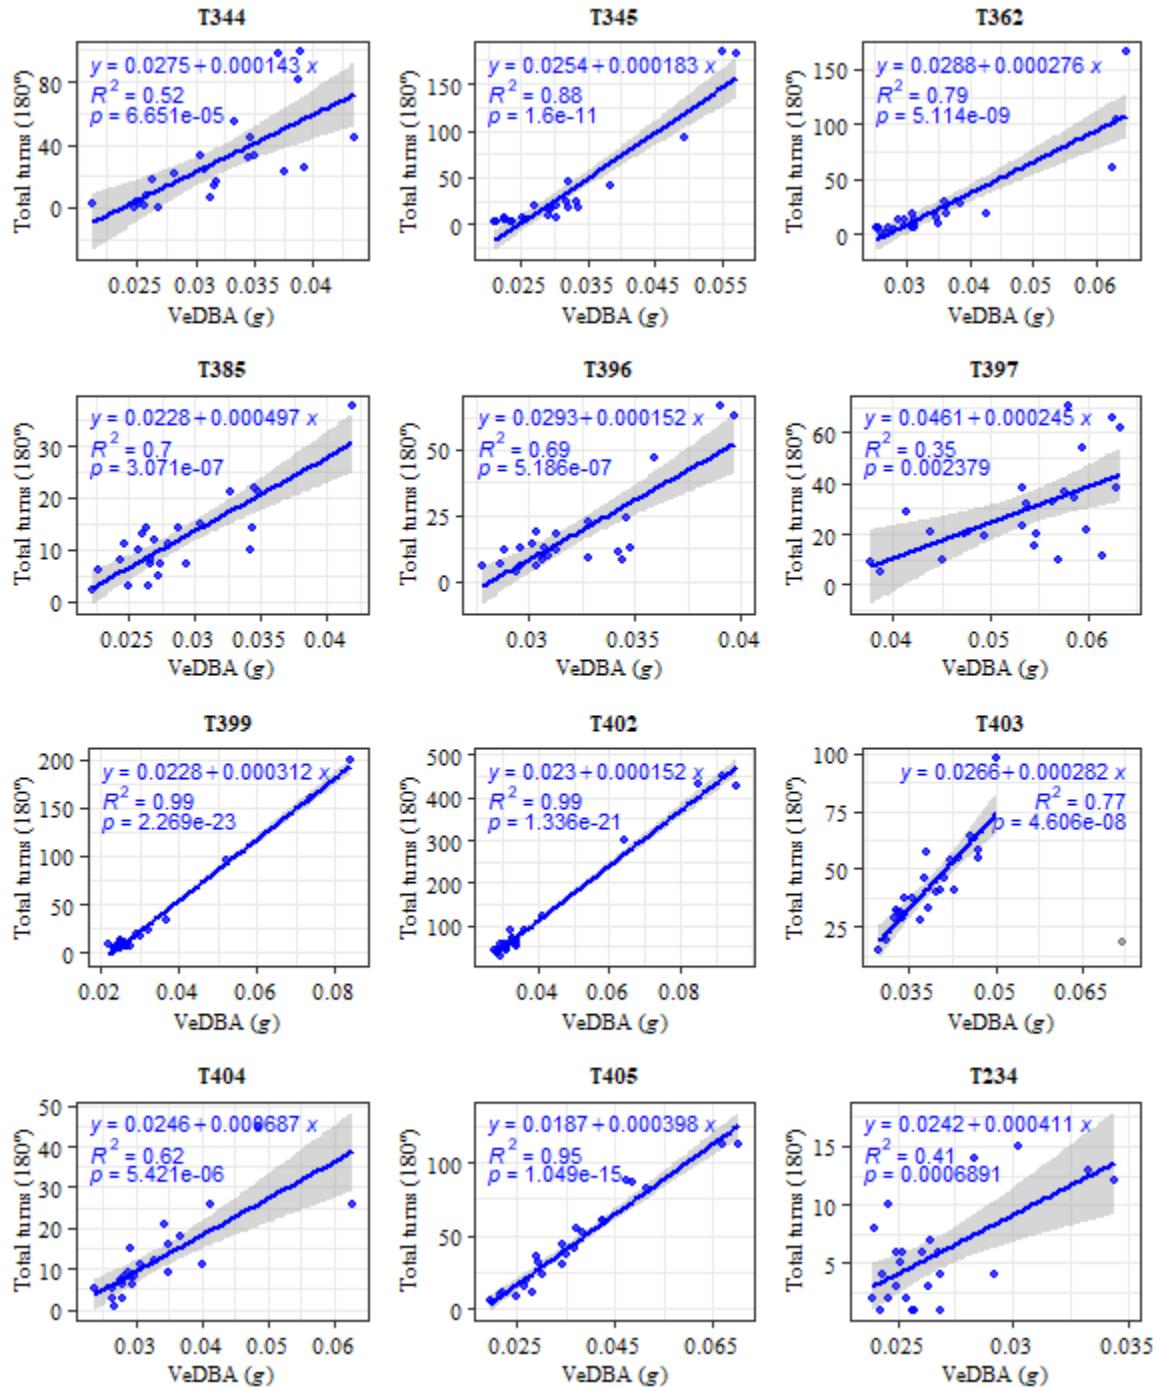 T344
y = 0.0275 + 0.000143 x
R² = 0.52
p = 6.651e-05
Total turns (180º)
80
40
0
0.025 0.03 0.035 0.04
VeDBA (g)
T345
y = 0.0254 + 0.000183 x
R² = 0.88
p = 1.6e-11
Total turns (180º)
150
100
50
0
0.025 0.035 0.045 0.055
VeDBA (g)
T362
y = 0.0288 + 0.000276 x
R² = 0.79
p = 5.114e-09
Total turns (180º)
150
100
50
0
0.03 0.04 0.05 0.06
VeDBA (g)
T385
y = 0.0228 + 0.000497 x
R² = 0.7
p = 3.071e-07
Total turns (180º)
30
20
10
0
0.025 0.03 0.035 0.04
VeDBA (g)
T396
y = 0.0293 + 0.000152 x
R² = 0.69
p = 5.186e-07
Total turns (180º)
50
25
0
0.03 0.035 0.04
VeDBA (g)
T397
y = 0.0461 + 0.000245 x
R² = 0.35
p = 0.002379
Total turns (180º)
60
40
20
0
0.04 0.05 0.06
VeDBA (g)
T399
y = 0.0228 + 0.000312 x
R² = 0.99
p = 2.269e-23
Total turns (180º)
200
150
100
50
0
0.02 0.04 0.06 0.08
VeDBA (g)
T402
y = 0.023 + 0.000152 x
R² = 0.99
p = 1.336e-21
Total turns (180º)
500
400
300
200
100
0.04 0.06 0.08
VeDBA (g)
T403
y = 0.0266 + 0.000282 x
R² = 0.77
p = 4.606e-08
Total turns (180º)
100
75
50
25
0.035 0.05 0.065
VeDBA (g)
T404
y = 0.0246 + 0.000687 x
R² = 0.62
p = 5.421e-06
Total turns (180º)
50
40
30
20
10
0
0.03 0.04 0.05 0.06
VeDBA (g)
T405
y = 0.0187 + 0.000398 x
R² = 0.95
p = 1.049e-15
Total turns (180º)
100
50
0
0.025 0.045 0.065
VeDBA (g)
T234
y = 0.0242 + 0.000411 x
R² = 0.41
p = 0.0006891
Total turns (180º)
15
10
5
0.025 0.03 0.035
VeDBA (g)